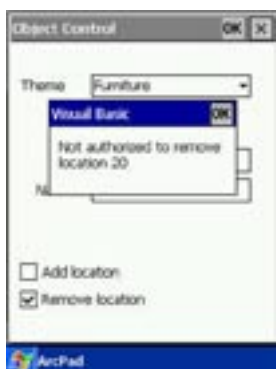 Object Control OK
Theme Furniture
Visual Basic OK
Not authorized to remove
location 20
Add location
Remove location
ArcPad